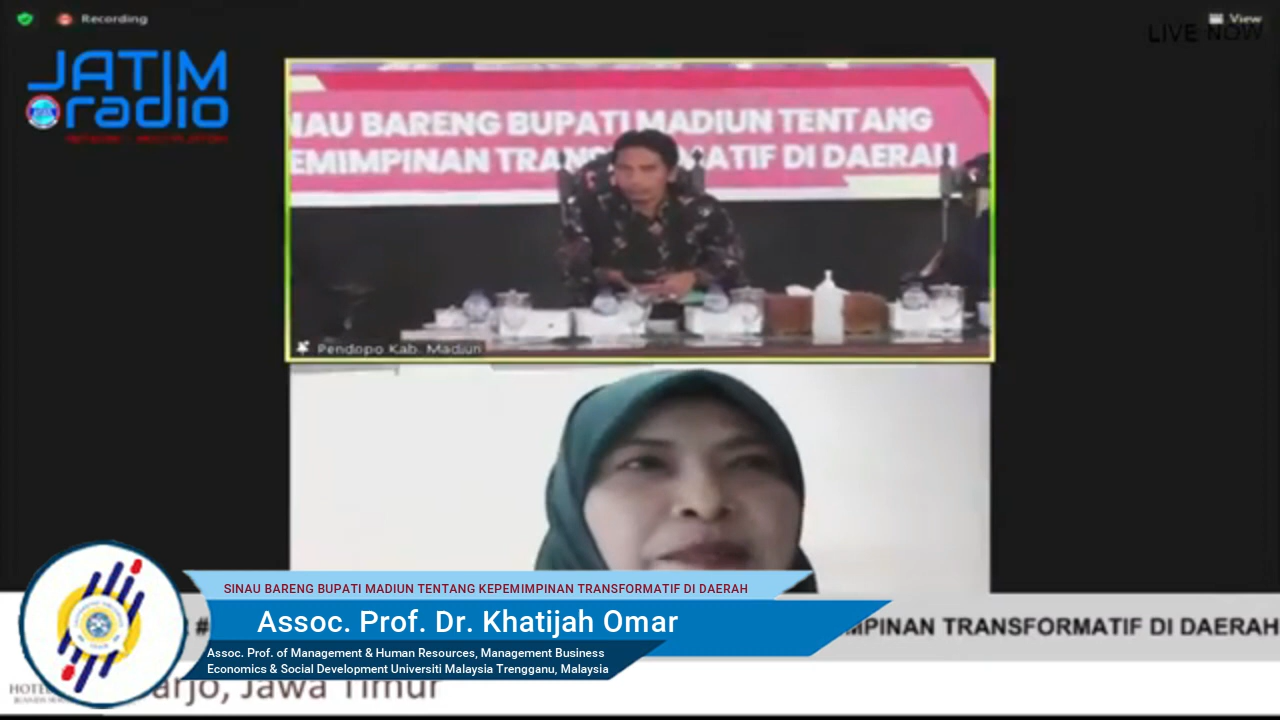 Recording
View
LIVE NOW
JATIM
radio
NAU BARENG BUPATI MADIUN TENTANG
EMIMPINAN TRANSFORMATIF DI DAERAH
Pendopo Kab. Madiun
SINAU BARENG BUPATI MADIUN TENTANG KEPEMIMPINAN TRANSFORMATIF DI DAERAH
Assoc. Prof. Dr. Khatijah Omar
#
MPINAN TRANSFORMATIF DI DAERAH
Assoc. Prof. of Management & Human Resources, Management Business
Economics & Social Development Universiti Malaysia Trengganu, Malaysia
HOTE
arjo, Jawa Timur